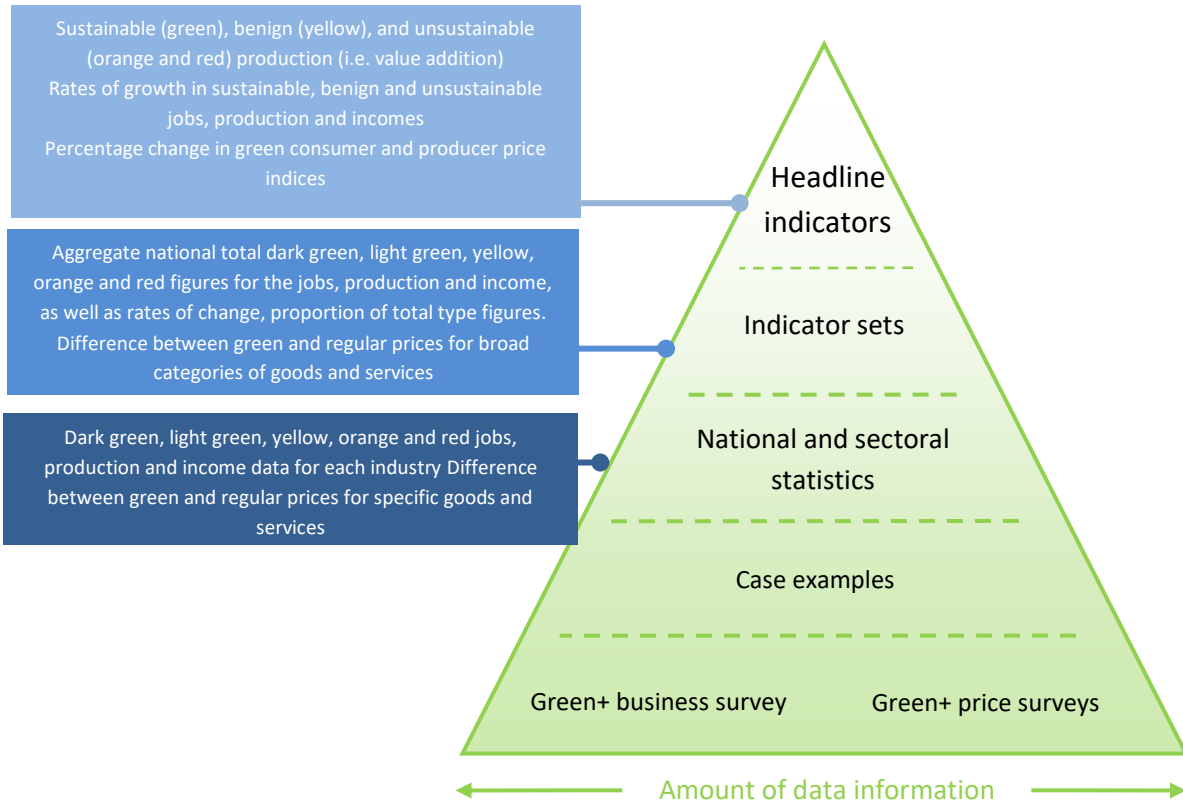 Sustainable (green), benign (yellow), and unsustainable
(orange and red) production (i.e. value addition)
Rates of growth in sustainable, benign and unsustainable
jobs, production and incomes
Percentage change in green consumer and producer price
indices
Aggregate national total dark green, light green, yellow,
orange and red figures for the jobs, production and income,
as well as rates of change, proportion of total type figures.
Difference between green and regular prices for broad
categories of goods and services
Dark green, light green, yellow, orange and red jobs,
production and income data for each industry Difference
between green and regular prices for specific goods and
services
Headline
indicators
Indicator sets
National and sectoral
statistics
Case examples
Green+ business survey
Green+ price surveys
Amount of data information